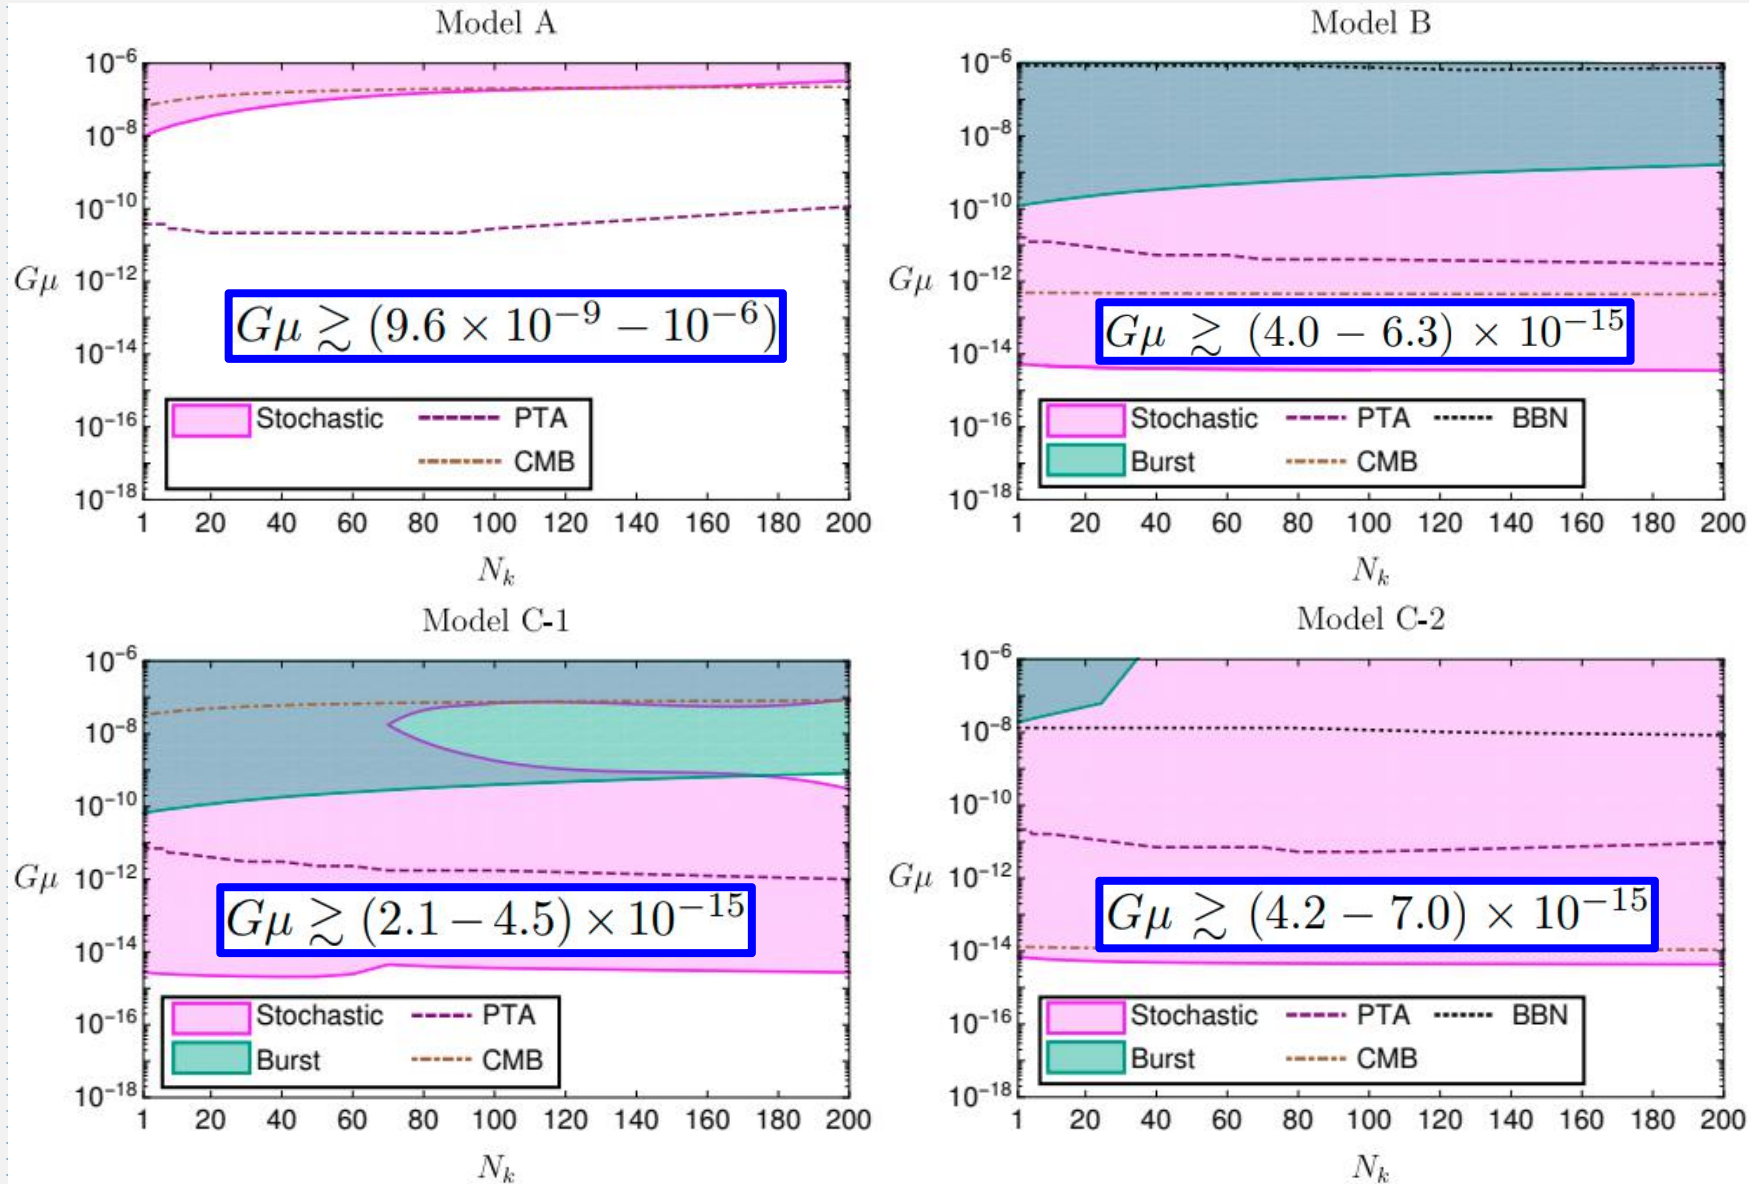 Model A
10⁻⁶
10⁻⁸
10⁻¹⁰
Gμ 10⁻¹²
Gμ ≳ (9.6 × 10⁻⁹ − 10⁻⁶)
10⁻¹⁴
Stochastic PTA
10⁻¹⁶
CMB
10⁻¹⁸
1 20 40 60 80 100 120 140 160 180 200
Nₖ
Model B
10⁻⁶
10⁻⁸
10⁻¹⁰
Gμ 10⁻¹²
Gμ ≳ (4.0 − 6.3) × 10⁻¹⁵
10⁻¹⁴
Stochastic PTA BBN
10⁻¹⁶
Burst CMB
10⁻¹⁸
1 20 40 60 80 100 120 140 160 180 200
Nₖ
Model C-1
10⁻⁶
10⁻⁸
10⁻¹⁰
Gμ 10⁻¹²
Gμ ≳ (2.1 − 4.5) × 10⁻¹⁵
10⁻¹⁴
Stochastic PTA
10⁻¹⁶
Burst CMB
10⁻¹⁸
1 20 40 60 80 100 120 140 160 180 200
Nₖ
Model C-2
10⁻⁶
10⁻⁸
10⁻¹⁰
Gμ 10⁻¹²
Gμ ≳ (4.2 − 7.0) × 10⁻¹⁵
10⁻¹⁴
Stochastic PTA BBN
10⁻¹⁶
Burst CMB
10⁻¹⁸
1 20 40 60 80 100 120 140 160 180 200
Nₖ